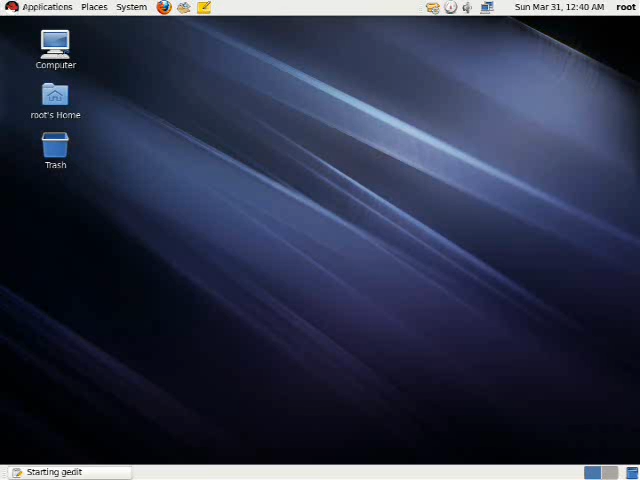 Applications Places System Sun Mar 31, 12:40 AM root
Computer
root's Home
Trash
Starting gedit